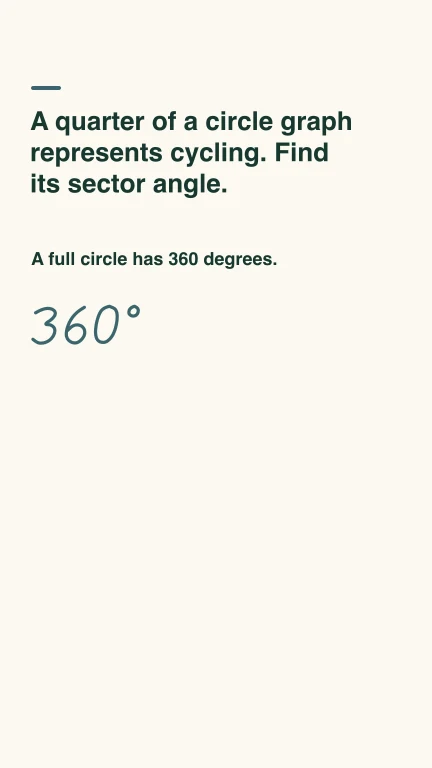 A quarter of a circle graph
represents cycling. Find
its sector angle.
A full circle has 360 degrees.
360°